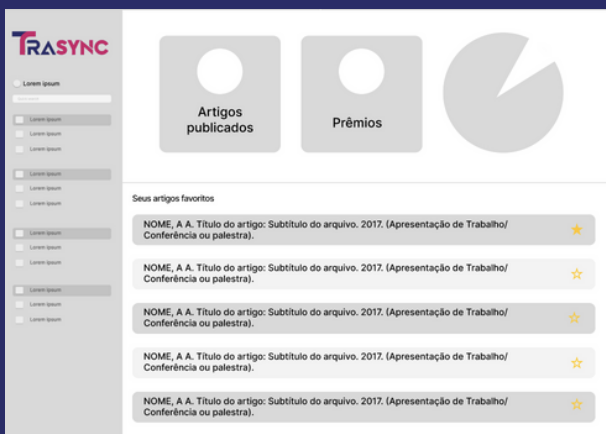 TRASYNC
Lorem ipsum
Lorem ipsum
Lorem ipsum
Lorem ipsum
Lorem ipsum
Lorem ipsum
Lorem ipsum
Lorem ipsum
Lorem ipsum
Lorem ipsum
Lorem ipsum
Lorem ipsum
Lorem ipsum
Artigos
publicados
Prêmios
Seus artigos favoritos
NOME, A A. Título do artigo: Subtítulo do arquivo. 2017. (Apresentação de Trabalho/
Conferência ou palestra).
NOME, A A. Título do artigo: Subtítulo do arquivo. 2017. (Apresentação de Trabalho/
Conferência ou palestra).
NOME, A A. Título do artigo: Subtítulo do arquivo. 2017. (Apresentação de Trabalho/
Conferência ou palestra).
NOME, A A. Título do artigo: Subtítulo do arquivo. 2017. (Apresentação de Trabalho/
Conferência ou palestra).
NOME, A A. Título do artigo: Subtítulo do arquivo. 2017. (Apresentação de Trabalho/
Conferência ou palestra).